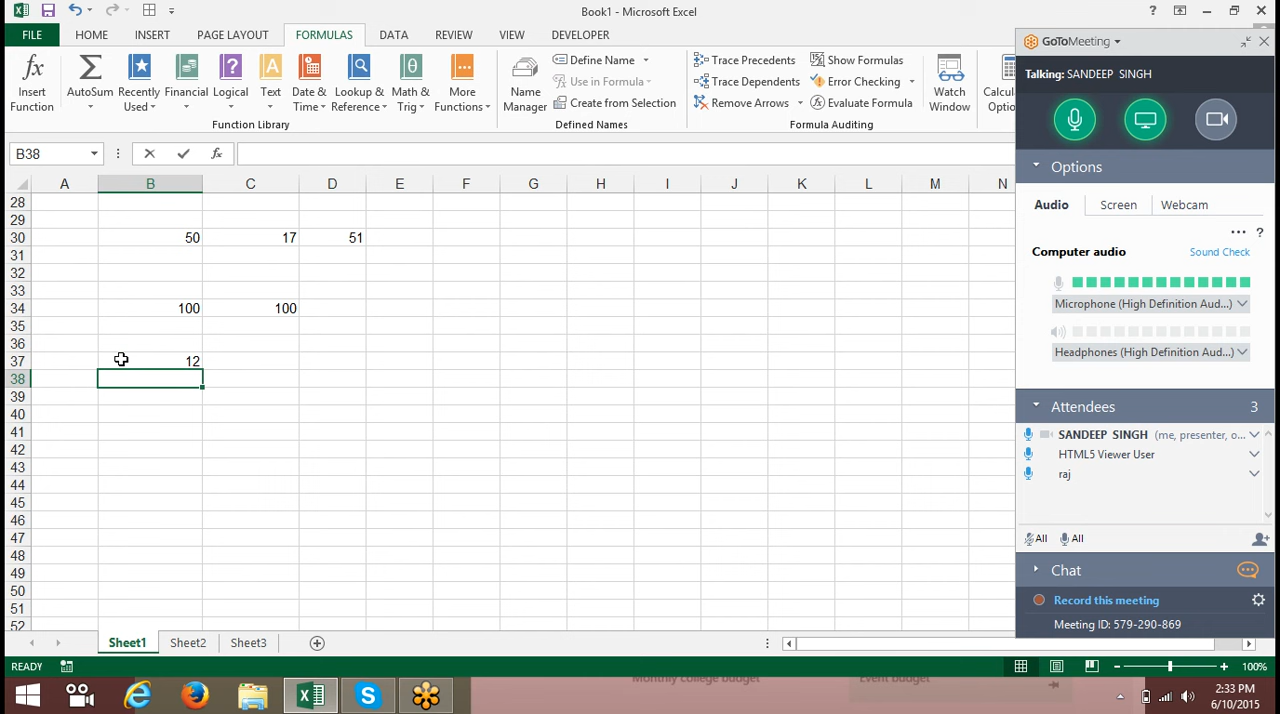 Book1 - Microsoft Excel
FILE HOME INSERT PAGE LAYOUT FORMULAS DATA REVIEW VIEW DEVELOPER
Insert Function
AutoSum
Recently Used
Financial
Logical
Text
Date & Time
Lookup & Reference
Math & Trig
More Functions
Function Library
Name Manager
Define Name
Use in Formula
Create from Selection
Defined Names
Trace Precedents
Trace Dependents
Remove Arrows
Show Formulas
Error Checking
Evaluate Formula
Formula Auditing
Watch Window
Calcul
Optio
B38
A B C D E F G H I J K L M N
28
29
30 50 17 51
31
32
33
34 100 100
35
36
37 12
38
39
40
41
42
43
44
45
46
47
48
49
50
51
52
Sheet1 Sheet2 Sheet3
READY
100%
GoToMeeting
Talking: SANDEEP SINGH
Options
Audio Screen Webcam
Computer audio Sound Check
Microphone (High Definition Aud...)
Headphones (High Definition Aud...)
Attendees 3
SANDEEP SINGH (me, presenter, o...
HTML5 Viewer User
raj
All All
Chat
Record this meeting
Meeting ID: 579-290-869
Monthly college budget Event budget
2:33 PM
6/10/2015